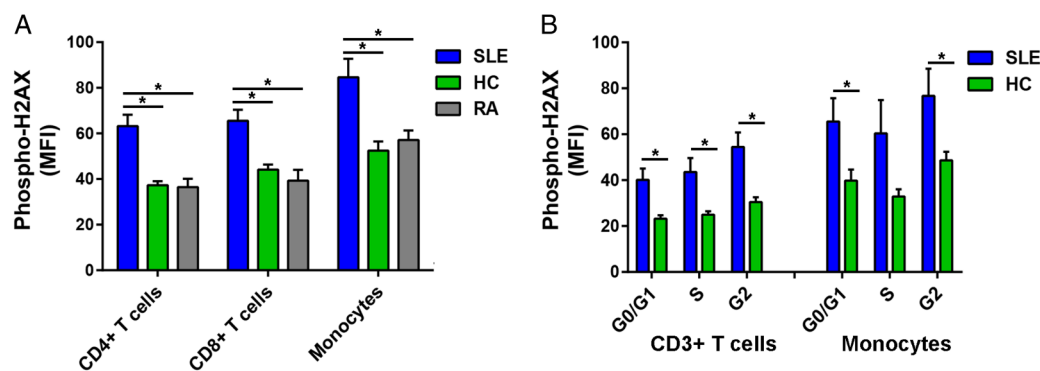 A
Phospho-H2AX
(MFI)
100
80
60
40
20
0
*
*
*
*
*
*
SLE
HC
RA
CD4+ T cells
CD8+ T cells
Monocytes
B
Phospho-H2AX
(MFI)
100
80
60
40
20
0
*
*
*
*
*
SLE
HC
G0/G1
S
G2
G0/G1
S
G2
CD3+ T cells
Monocytes